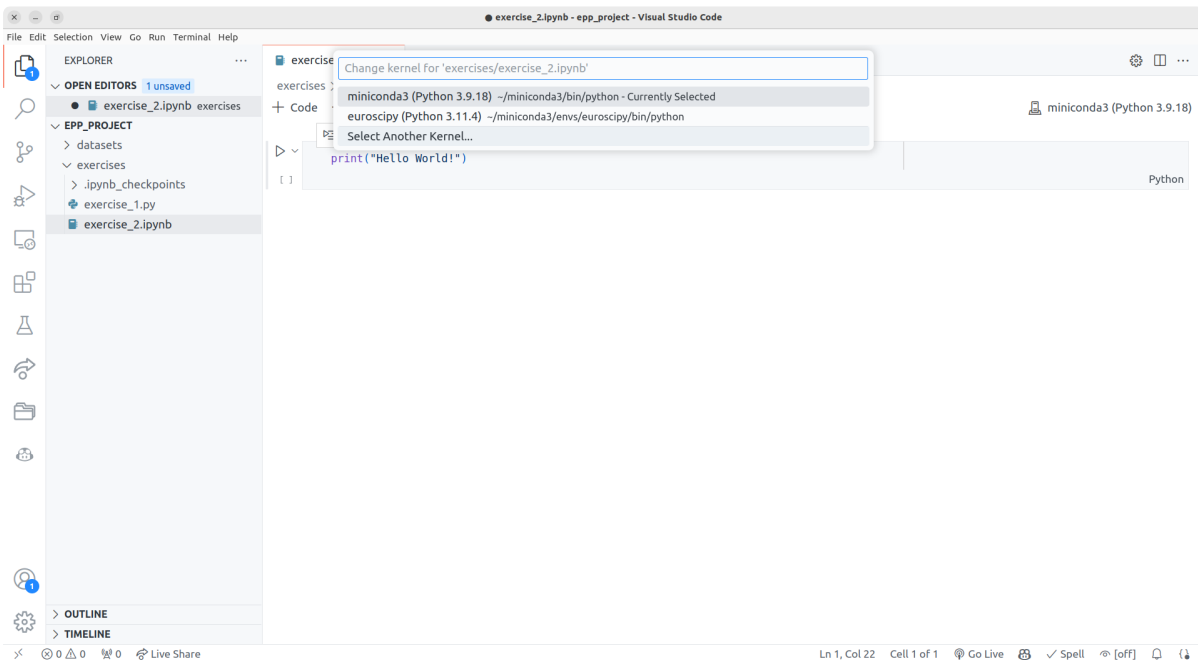 ● exercise_2.ipynb - epp_project - Visual Studio Code
File Edit Selection View Go Run Terminal Help
1
EXPLORER
OPEN EDITORS 1 unsaved
● exercise_2.ipynb exercises
EPP_PROJECT
datasets
exercises
.ipynb_checkpoints
exercise_1.py
exercise_2.ipynb
OUTLINE
TIMELINE
1
exercise
exercises
Change kernel for 'exercises/exercise_2.ipynb'
miniconda3 (Python 3.9.18) ~/miniconda3/bin/python - Currently Selected
euroscipy (Python 3.11.4) ~/miniconda3/envs/euroscipy/bin/python
Select Another Kernel...
+ Code
miniconda3 (Python 3.9.18)
print("Hello World!")
[ ]
Python
0 0 0 Live Share
Ln 1, Col 22 Cell 1 of 1 Go Live Spell [off]